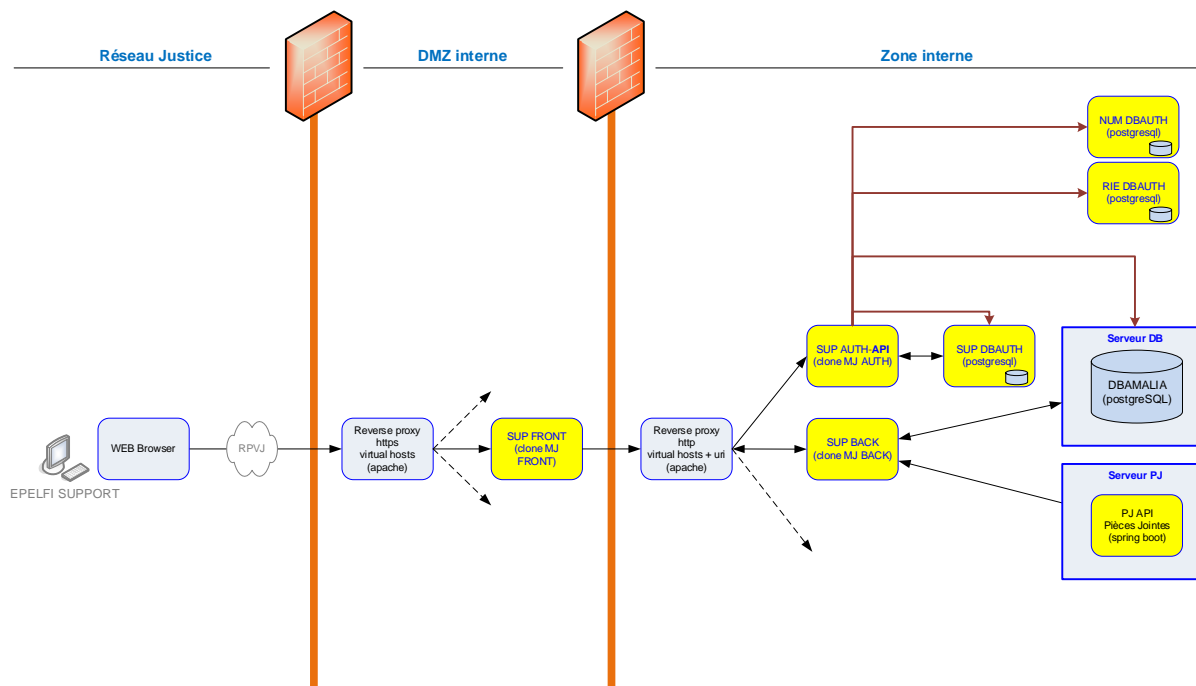 Réseau Justice
DMZ interne
Zone interne
NUM DBAUTH
(postgresql)
RIE DBAUTH
(postgresql)
SUP AUTH-API
(clone MJ AUTH)
SUP DBAUTH
(postgresql)
Serveur DB
DBAMALIA
(postgreSQL)
EPELFI SUPPORT
WEB Browser
RPVJ
Reverse proxy
https
virtual hosts
(apache)
SUP FRONT
(clone MJ
FRONT)
Reverse proxy
http
virtual hosts + uri
(apache)
SUP BACK
(clone MJ BACK)
Serveur PJ
PJ API
Pièces Jointes
(spring boot)